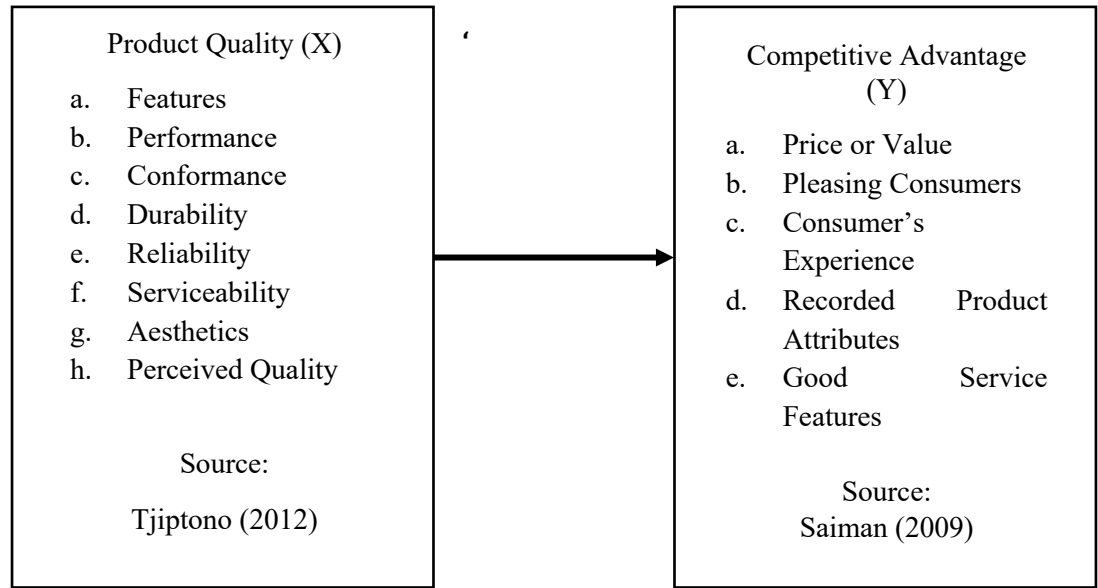 Product Quality (X)
a. Features
b. Performance
c. Conformance
d. Durability
e. Reliability
f. Serviceability
g. Aesthetics
h. Perceived Quality
Source:
Tjiptono (2012)
‘
Competitive Advantage
(Y)
a. Price or Value
b. Pleasing Consumers
c. Consumer’s
Experience
d. Recorded Product
Attributes
e. Good Service
Features
Source:
Saiman (2009)